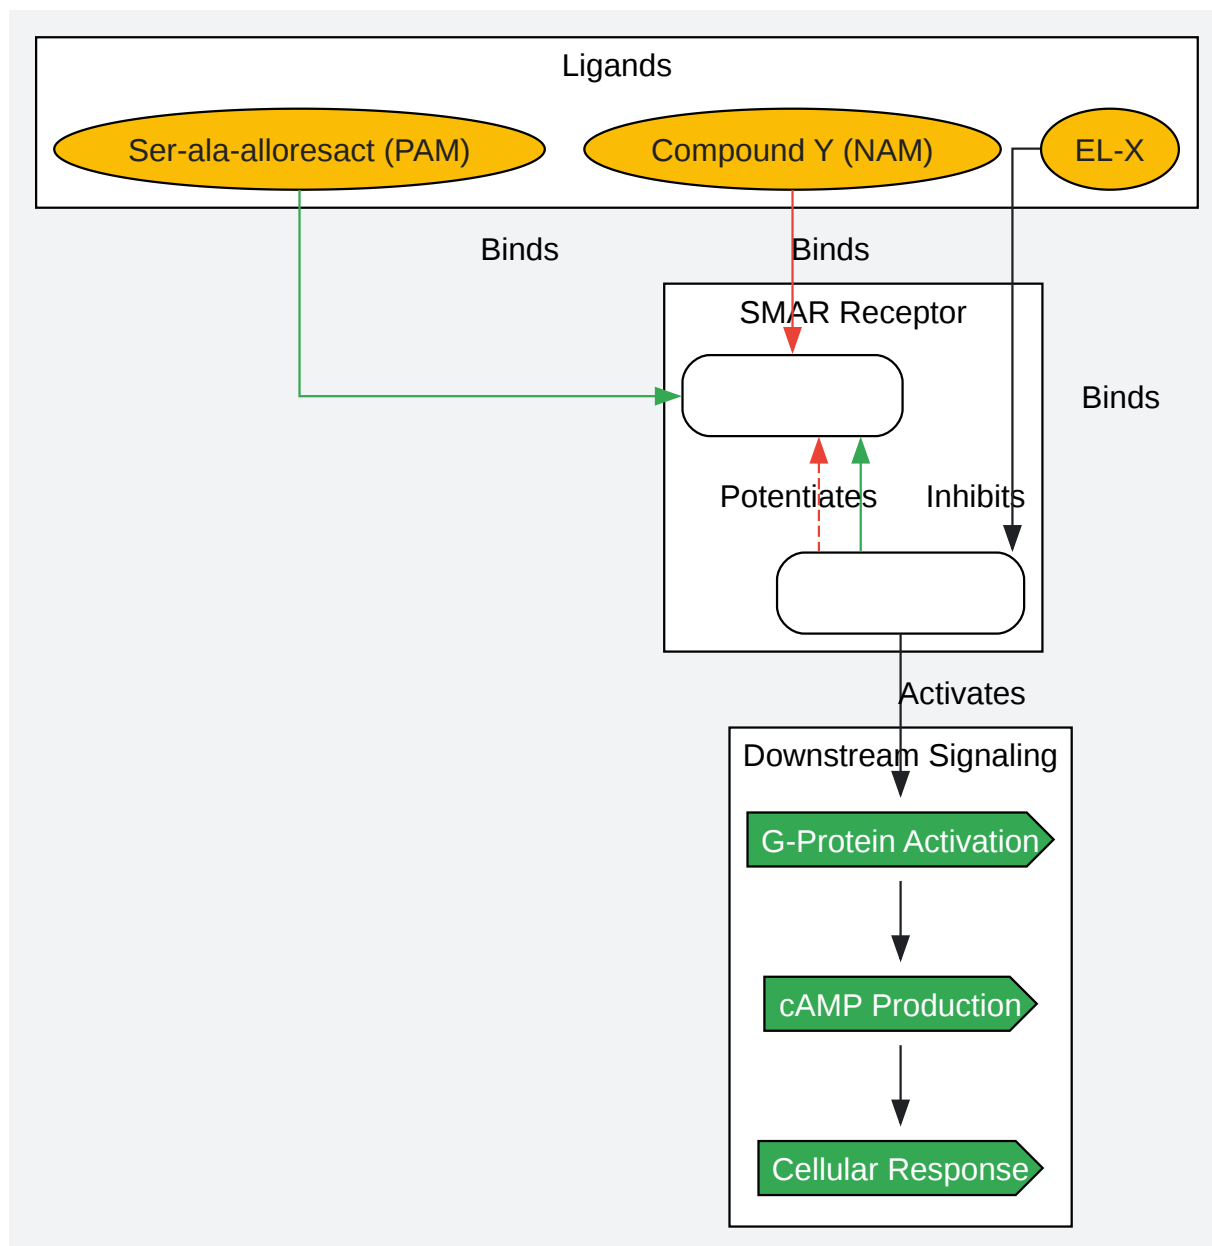 Ligands
Ser-ala-alloresact (PAM)
Compound Y (NAM)
EL-X
Binds
Binds
SMAR Receptor
Binds
Potentiates
Inhibits
Activates
Downstream Signaling
G-Protein Activation
cAMP Production
Cellular Response